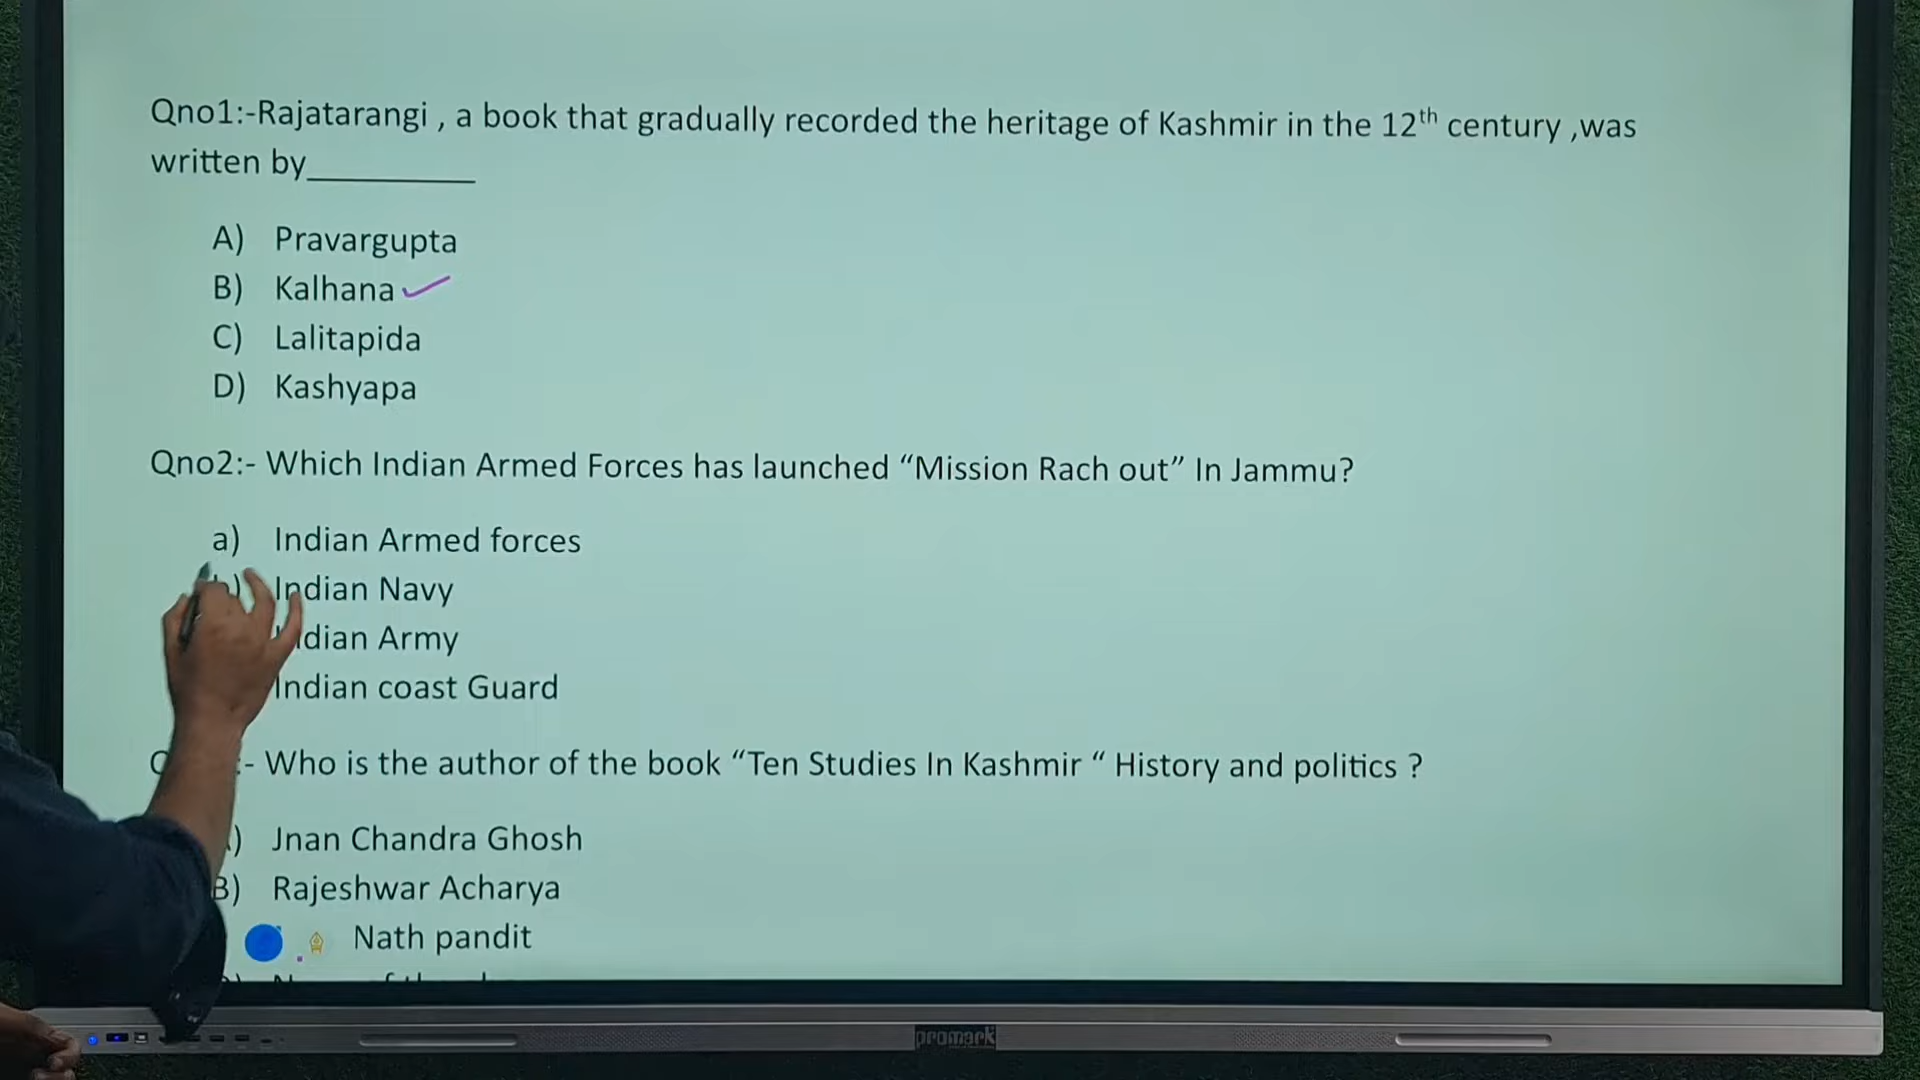 Qno1:-Rajatarangi , a book that gradually recorded the heritage of Kashmir in the 12th century ,was
written by__________
A) Pravargupta
B) Kalhana
C) Lalitapida
D) Kashyapa
Qno2:- Which Indian Armed Forces has launched “Mission Rach out” In Jammu?
a) Indian Armed forces
Indian Navy
Indian Army
Indian coast Guard
:- Who is the author of the book “Ten Studies In Kashmir “ History and politics ?
) Jnan Chandra Ghosh
B) Rajeshwar Acharya
Nath pandit
promark